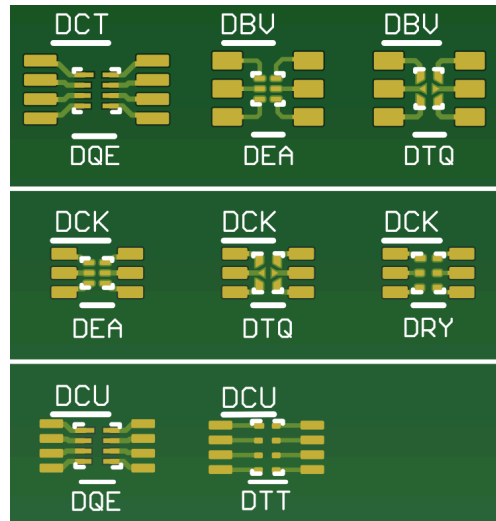 DCT DBV DBV
DQE DEA DTQ
DCK DCK DCK
DEA DTQ DRY
DCU DCU
DQE DTT